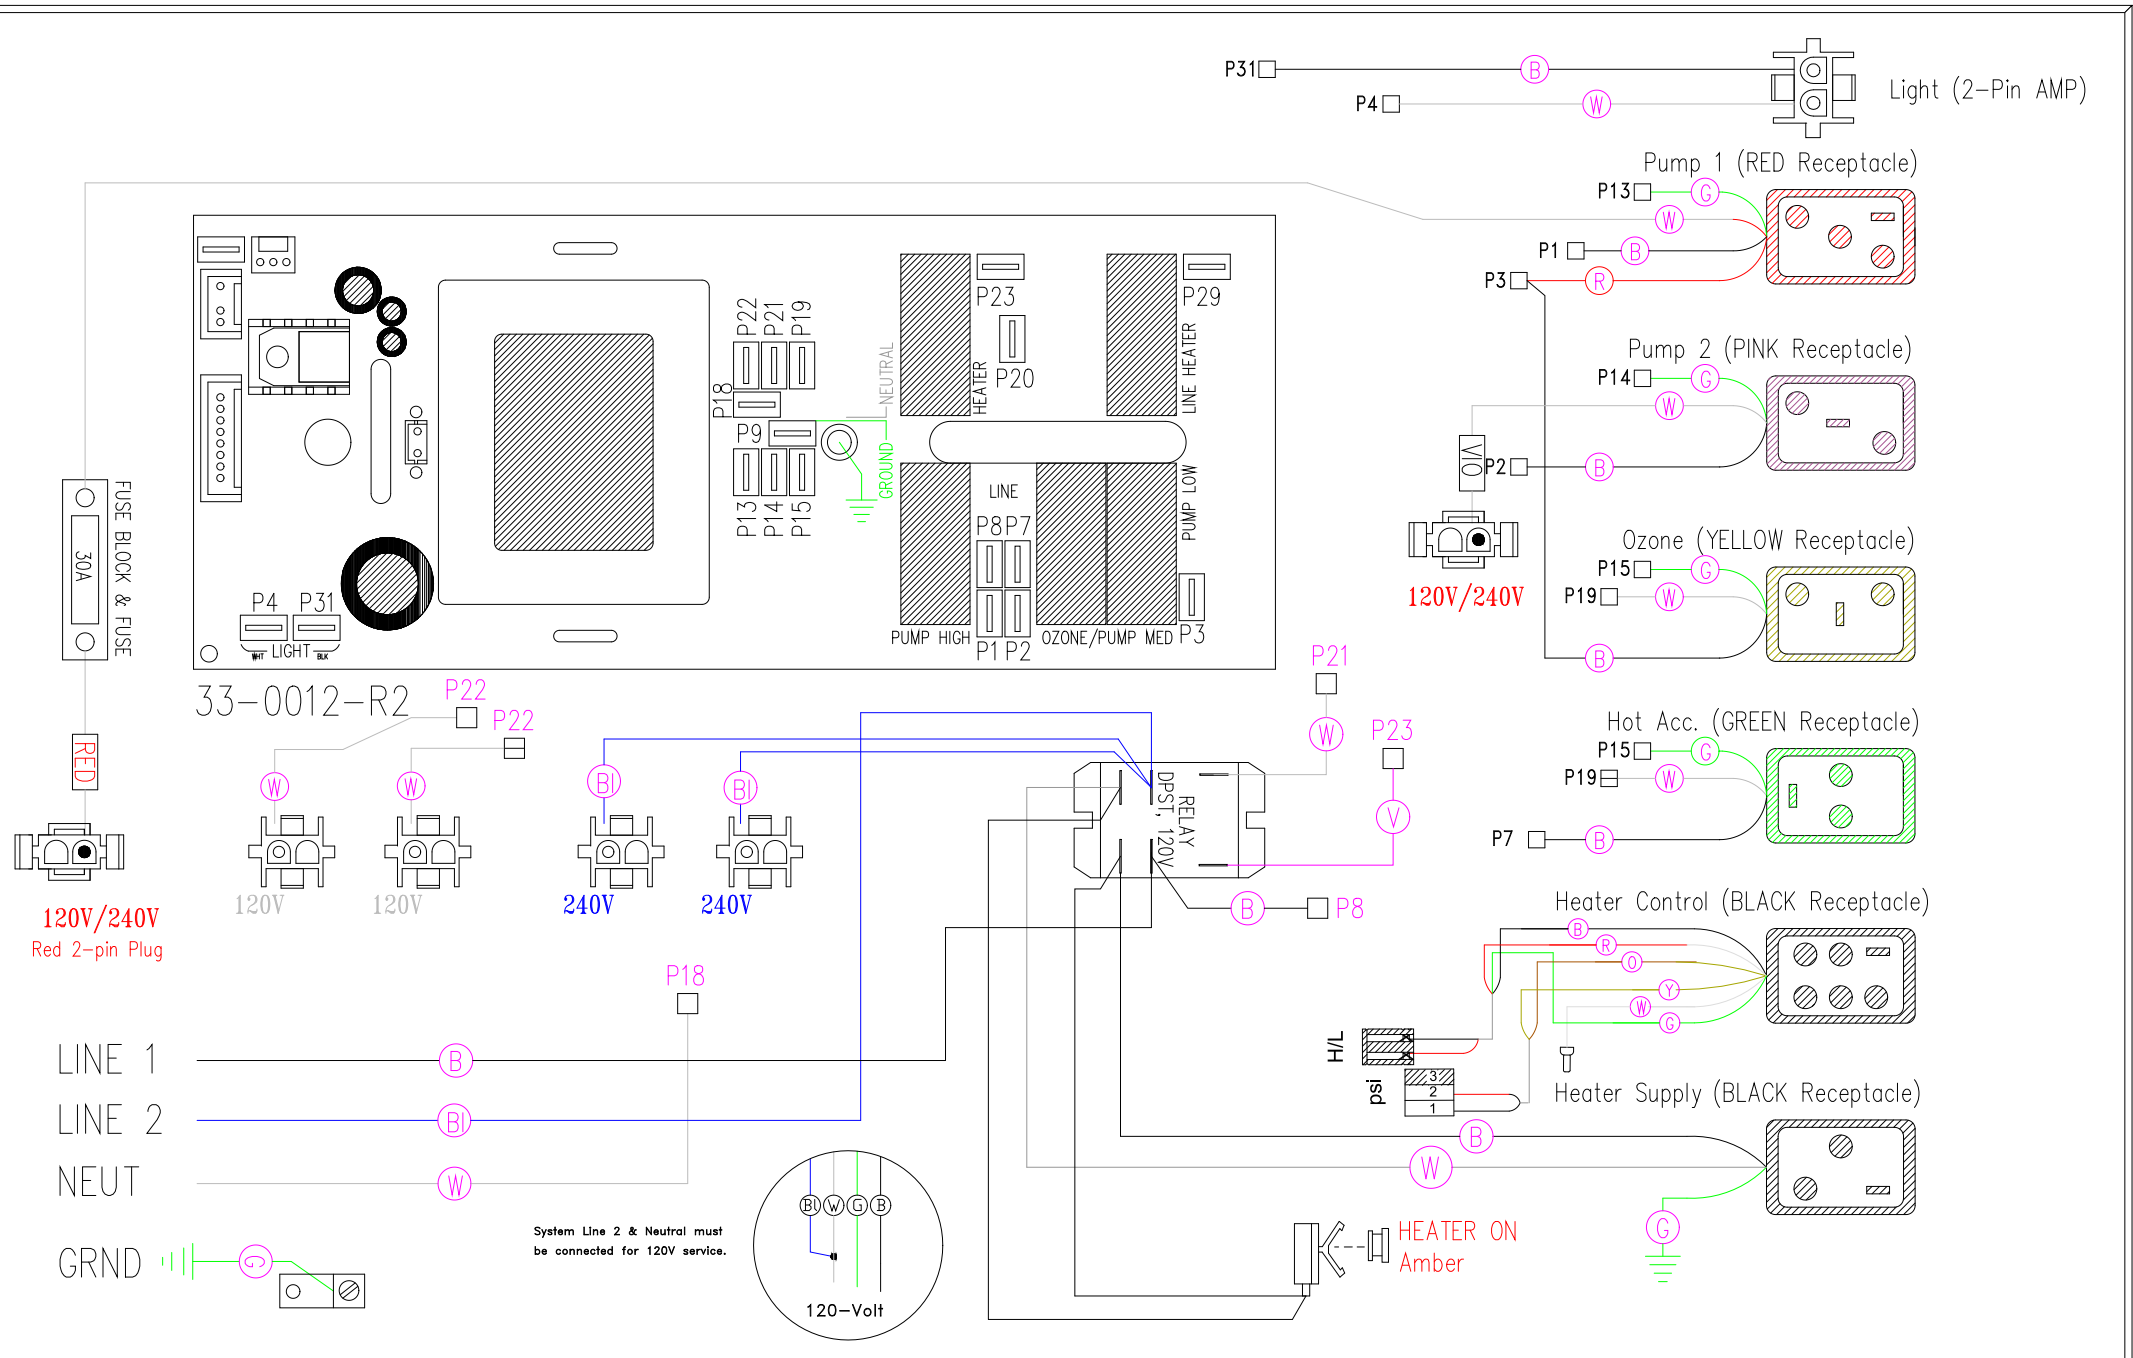 P31 B
P4 W
Light (2-Pin AMP)
Pump 1 (RED Receptacle)
P13 G
W
P1 B
P3 R
Pump 2 (PINK Receptacle)
P14 G
W
VIO
P2 B
120V/240V
Ozone (YELLOW Receptacle)
P15 G
P19 W
B
Hot Acc. (GREEN Receptacle)
P15 G
P19 W
P7 B
Heater Control (BLACK Receptacle)
B
R
O
Y
W
G
H/L
psi
3
2
1
Heater Supply (BLACK Receptacle)
B
W
G
HEATER ON
Amber
P22
P21
P19
P18
P9
P13
P14
P15
NEUTRAL
GROUND
P23
P20
HEATER
P29
LINE HEATER
LINE
P8 P7
PUMP LOW
PUMP HIGH
P1 P2
OZONE/PUMP MED
P3
P4 P31
WHT LIGHT BLK
33-0012-R2
FUSE BLOCK & FUSE
30A
RED
120V/240V
Red 2-pin Plug
P22
P22
W
W
Bl
Bl
120V
120V
240V
240V
P21
W
P23
V
RELAY
DPST, 120V
B P8
P18
LINE 1 B
LINE 2 Bl
NEUT W
GRND G
System Line 2 & Neutral must
be connected for 120V service.
Bl W G B
120-Volt